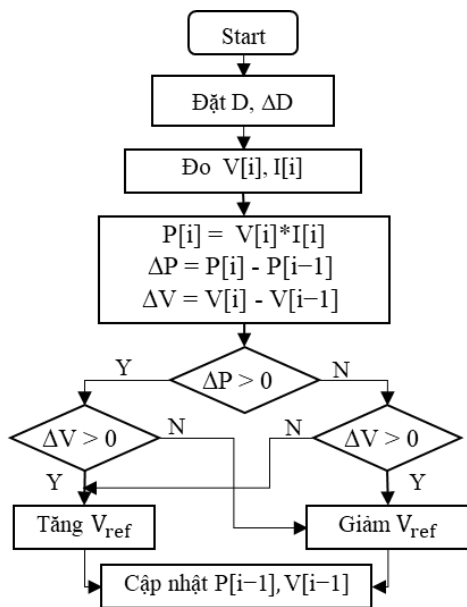 Start
Đặt D, ΔD
Đo V[i], I[i]
P[i] = V[i]*I[i]
ΔP = P[i] - P[i−1]
ΔV = V[i] - V[i−1]
Y
ΔP > 0
N
ΔV > 0
N
N
ΔV > 0
Y
Y
Tăng Vref
Giảm Vref
Cập nhật P[i−1], V[i−1]